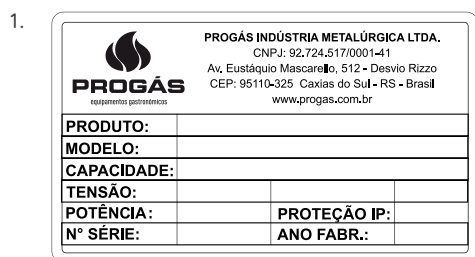 1.
PROGÁS
equipamentos gastronômicos
PROGÁS INDÚSTRIA METALÚRGICA LTDA.
CNPJ: 92.724.517/0001-41
Av. Eustáquio Mascarello, 512 - Desvio Rizzo
CEP: 95110-325 Caxias do Sul - RS - Brasil
www.progas.com.br
PRODUTO:
MODELO:
CAPACIDADE:
TENSÃO:
POTÊNCIA: PROTEÇÃO IP:
N° SÉRIE: ANO FABR.: